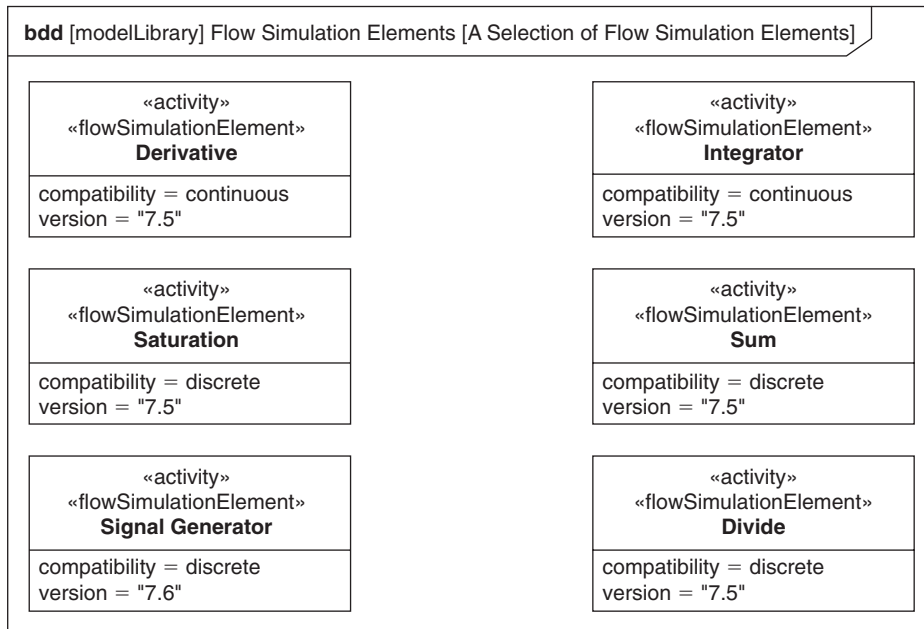 bdd [modelLibrary] Flow Simulation Elements [A Selection of Flow Simulation Elements]
«activity»
«flowSimulationElement»
Derivative
compatibility = continuous
version = "7.5"
«activity»
«flowSimulationElement»
Integrator
compatibility = continuous
version = "7.5"
«activity»
«flowSimulationElement»
Saturation
compatibility = discrete
version = "7.5"
«activity»
«flowSimulationElement»
Sum
compatibility = discrete
version = "7.5"
«activity»
«flowSimulationElement»
Signal Generator
compatibility = discrete
version = "7.6"
«activity»
«flowSimulationElement»
Divide
compatibility = discrete
version = "7.5"